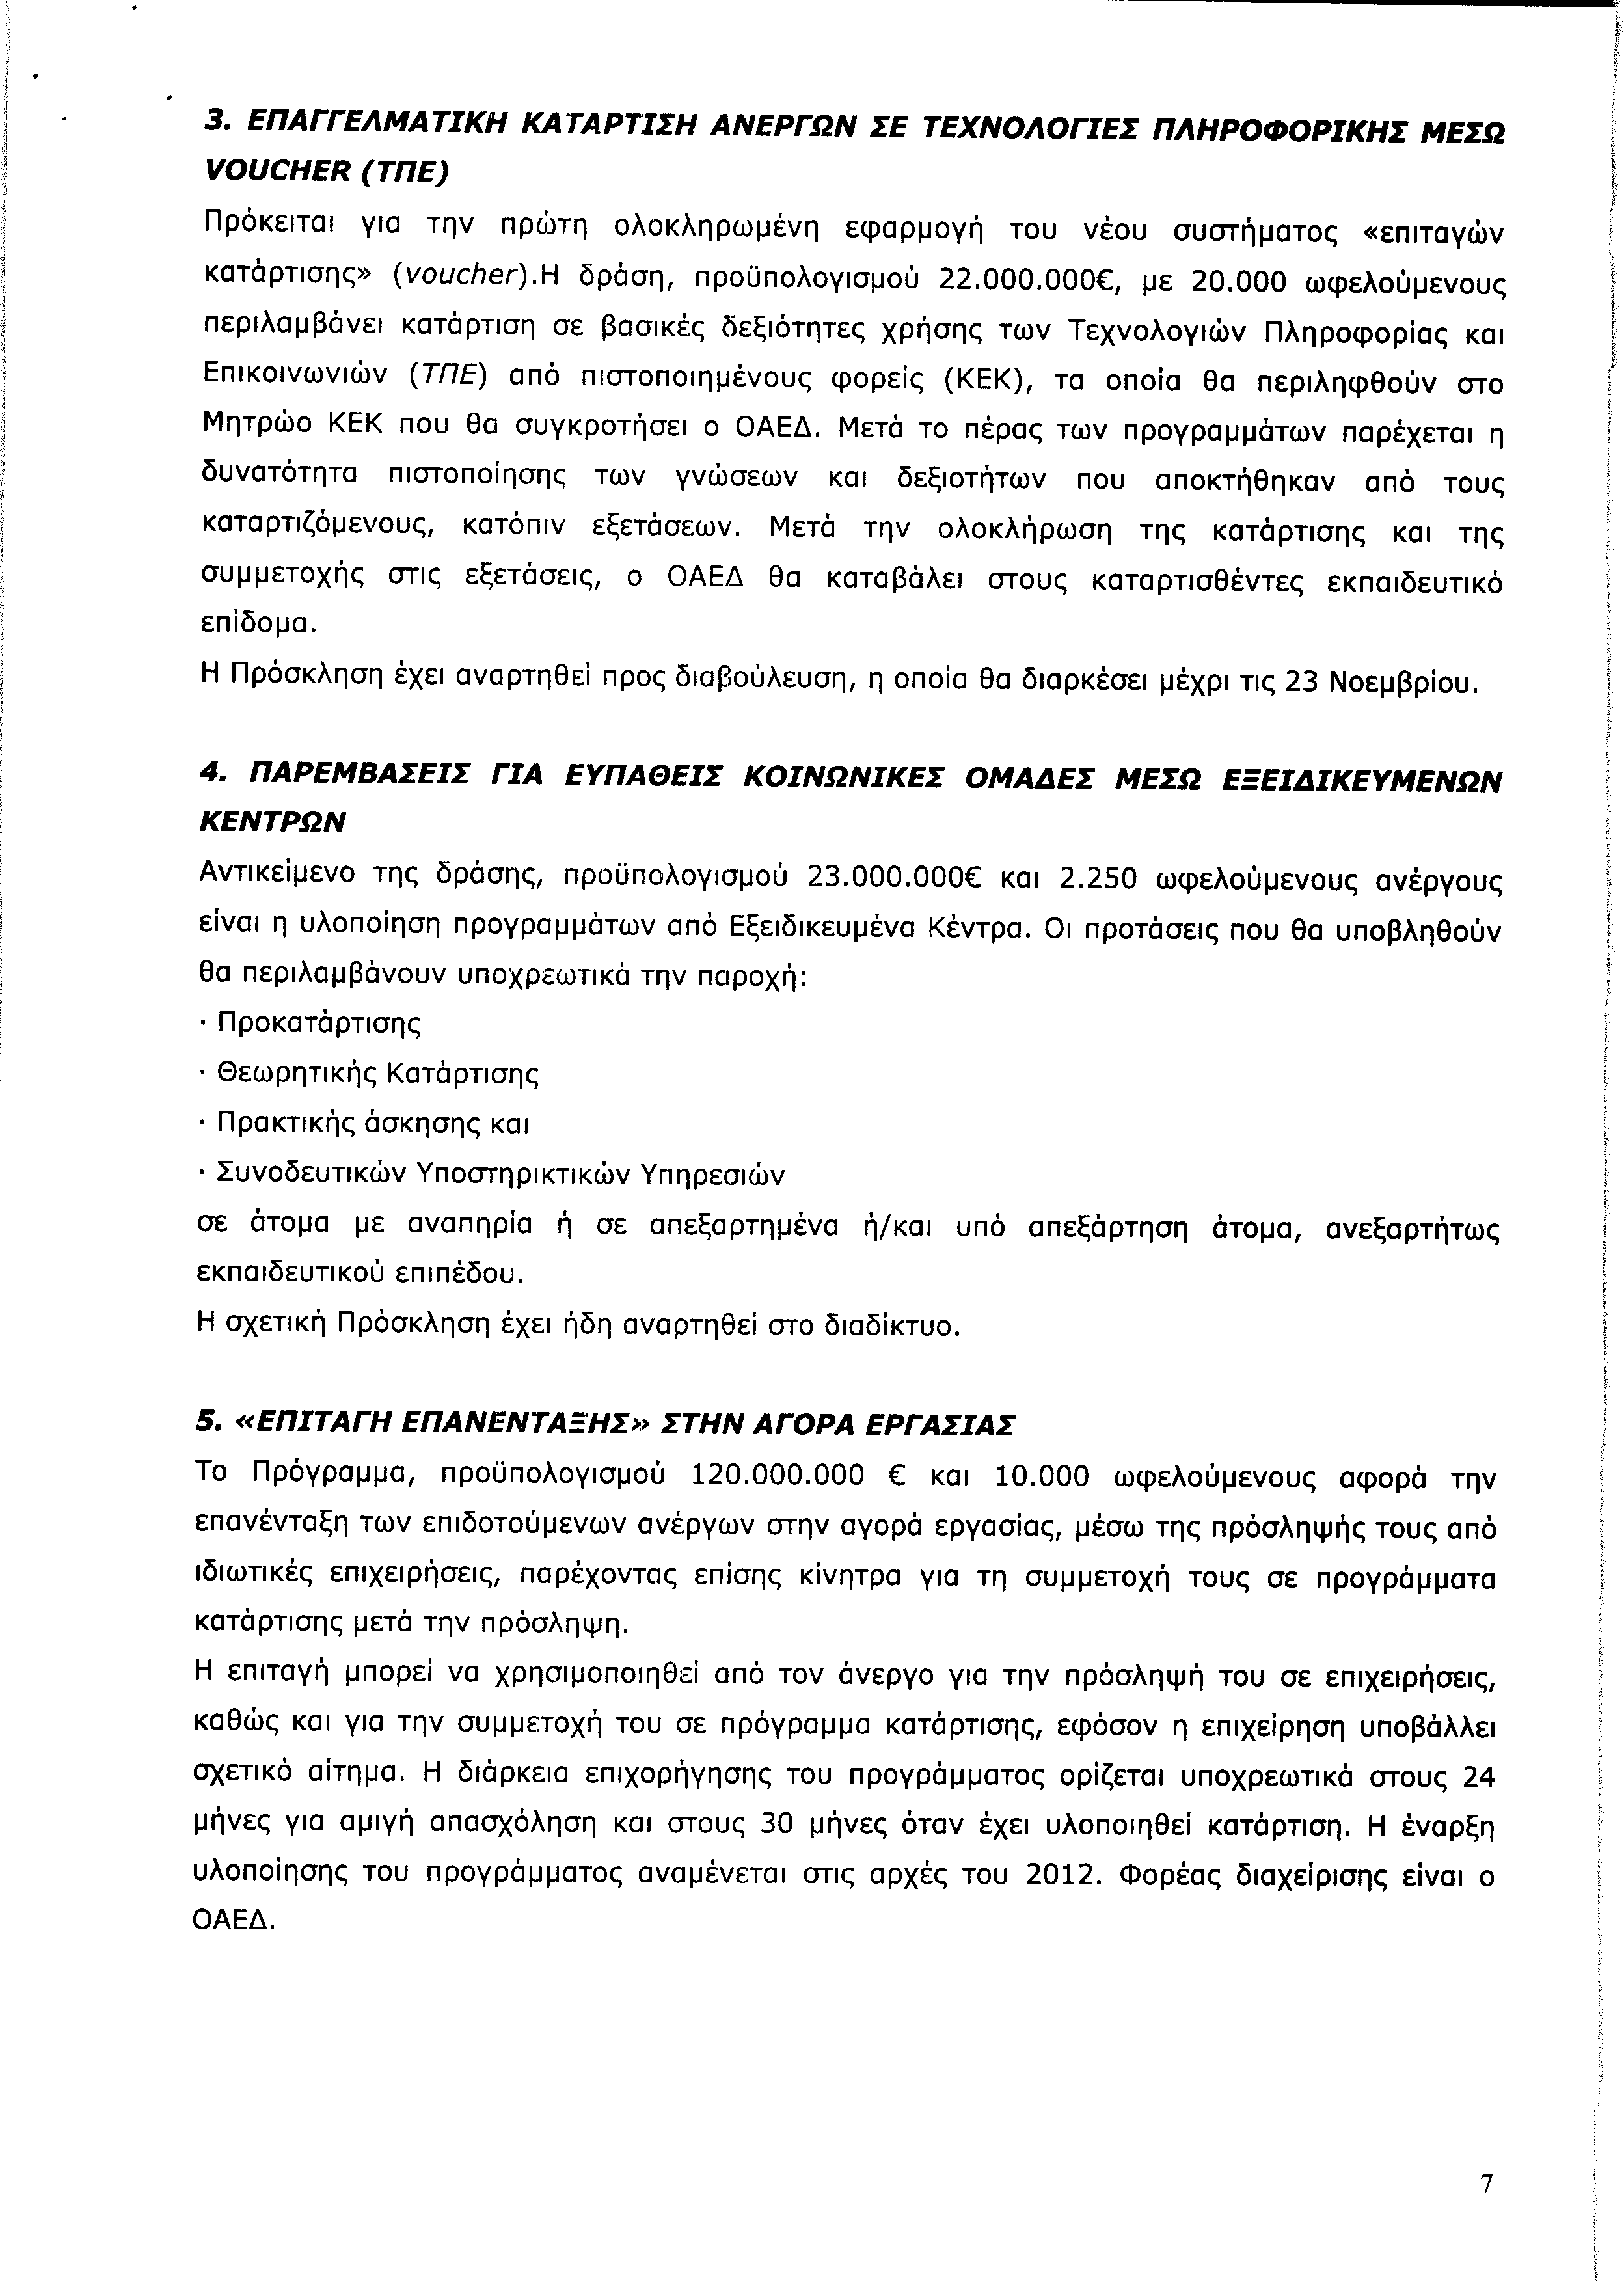 3. ΕΠΑΓΓΕΛΜΑΤΙΚΗ ΚΑΤΑΡΤΙΣΗ ΑΝΕΡΓΩΝ ΣΕ ΤΕΧΝΟΛΟΓΙΕΣ ΠΛΗΡΟΦΟΡΙΚΗΣ ΜΕΣΩ
VOUCHER (ΤΠΕ)
Πρόκειται για την πρώτη ολοκληρωμένη εφαρμογή του νέου συστήματος «επιταγών
κατάρτισης» (voucher).Η δράση, προϋπολογισμού 22.000.000€, με 20.000 ωφελούμενους
περιλαμβάνει κατάρτιση σε βασικές δεξιότητες χρήσης των Τεχνολογιών Πληροφορίας και
Επικοινωνιών (ΤΠΕ) από πιστοποιημένους φορείς (ΚΕΚ), τα οποία θα περιληφθούν στο
Μητρώο ΚΕΚ που θα συγκροτήσει ο ΟΑΕΔ. Μετά το πέρας των προγραμμάτων παρέχεται η
δυνατότητα πιστοποίησης των γνώσεων και δεξιοτήτων που αποκτήθηκαν από τους
καταρτιζόμενους, κατόπιν εξετάσεων. Μετά την ολοκλήρωση της κατάρτισης και της
συμμετοχής στις εξετάσεις, ο ΟΑΕΔ θα καταβάλει στους καταρτισθέντες εκπαιδευτικό
επίδομα.
Η Πρόσκληση έχει αναρτηθεί προς διαβούλευση, η οποία θα διαρκέσει μέχρι τις 23 Νοεμβρίου.
4. ΠΑΡΕΜΒΑΣΕΙΣ ΓΙΑ ΕΥΠΑΘΕΙΣ ΚΟΙΝΩΝΙΚΕΣ ΟΜΑΔΕΣ ΜΕΣΩ ΕΞΕΙΔΙΚΕΥΜΕΝΩΝ
ΚΕΝΤΡΩΝ
Αντικείμενο της δράσης, προϋπολογισμού 23.000.000€ και 2.250 ωφελούμενους ανέργους
είναι η υλοποίηση προγραμμάτων από Εξειδικευμένα Κέντρα. Οι προτάσεις που θα υποβληθούν
θα περιλαμβάνουν υποχρεωτικά την παροχή:
· Προκατάρτισης
· Θεωρητικής Κατάρτισης
· Πρακτικής άσκησης και
· Συνοδευτικών Υποστηρικτικών Υπηρεσιών
σε άτομα με αναπηρία ή σε απεξαρτημένα ή/και υπό απεξάρτηση άτομα, ανεξαρτήτως
εκπαιδευτικού επιπέδου.
Η σχετική Πρόσκληση έχει ήδη αναρτηθεί στο διαδίκτυο.
5. «ΕΠΙΤΑΓΗ ΕΠΑΝΕΝΤΑΞΗΣ» ΣΤΗΝ ΑΓΟΡΑ ΕΡΓΑΣΙΑΣ
Το Πρόγραμμα, προϋπολογισμού 120.000.000 € και 10.000 ωφελούμενους αφορά την
επανένταξη των επιδοτούμενων ανέργων στην αγορά εργασίας, μέσω της πρόσληψής τους από
ιδιωτικές επιχειρήσεις, παρέχοντας επίσης κίνητρα για τη συμμετοχή τους σε προγράμματα
κατάρτισης μετά την πρόσληψη.
Η επιταγή μπορεί να χρησιμοποιηθεί από τον άνεργο για την πρόσληψή του σε επιχειρήσεις,
καθώς και για την συμμετοχή του σε πρόγραμμα κατάρτισης, εφόσον η επιχείρηση υποβάλλει
σχετικό αίτημα. Η διάρκεια επιχορήγησης του προγράμματος ορίζεται υποχρεωτικά στους 24
μήνες για αμιγή απασχόληση και στους 30 μήνες όταν έχει υλοποιηθεί κατάρτιση. Η έναρξη
υλοποίησης του προγράμματος αναμένεται στις αρχές του 2012. Φορέας διαχείρισης είναι ο
ΟΑΕΔ.
7